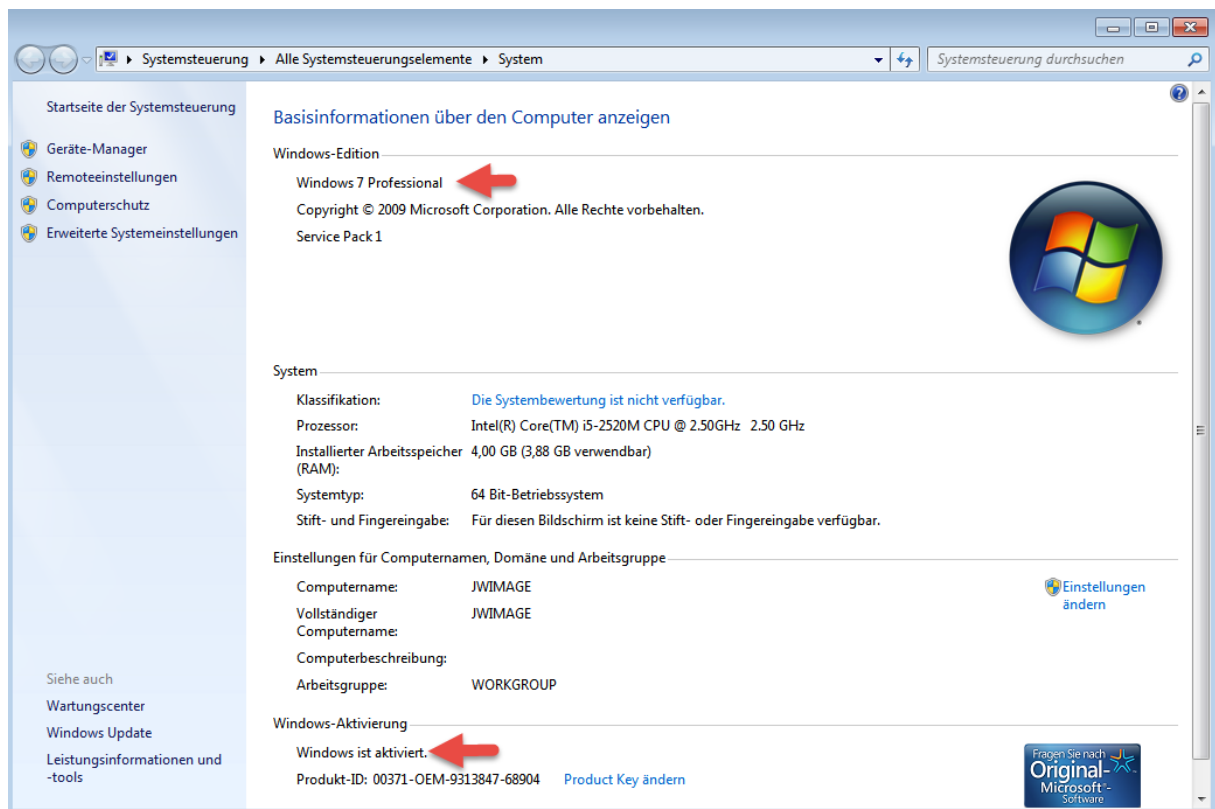 Systemsteuerung Alle Systemsteuerungselemente System Systemsteuerung durchsuchen
Startseite der Systemsteuerung
Geräte-Manager
Remoteeinstellungen
Computerschutz
Erweiterte Systemeinstellungen
Basisinformationen über den Computer anzeigen
Windows-Edition
Windows 7 Professional
Copyright © 2009 Microsoft Corporation. Alle Rechte vorbehalten.
Service Pack 1
System
Klassifikation: Die Systembewertung ist nicht verfügbar.
Prozessor: Intel(R) Core(TM) i5-2520M CPU @ 2.50GHz 2.50 GHz
Installierter Arbeitsspeicher 4,00 GB (3,88 GB verwendbar)
(RAM):
Systemtyp: 64 Bit-Betriebssystem
Stift- und Fingereingabe: Für diesen Bildschirm ist keine Stift- oder Fingereingabe verfügbar.
Einstellungen für Computernamen, Domäne und Arbeitsgruppe
Computername: JWIMAGE
Vollständiger JWIMAGE
Computername:
Computerbeschreibung:
Arbeitsgruppe: WORKGROUP
Einstellungen
ändern
Windows-Aktivierung
Windows ist aktiviert.
Produkt-ID: 00371-OEM-9313847-68904 Product Key ändern
Fragen Sie nach
Original-
Microsoft®-
Software
Siehe auch
Wartungscenter
Windows Update
Leistungsinformationen und
-tools